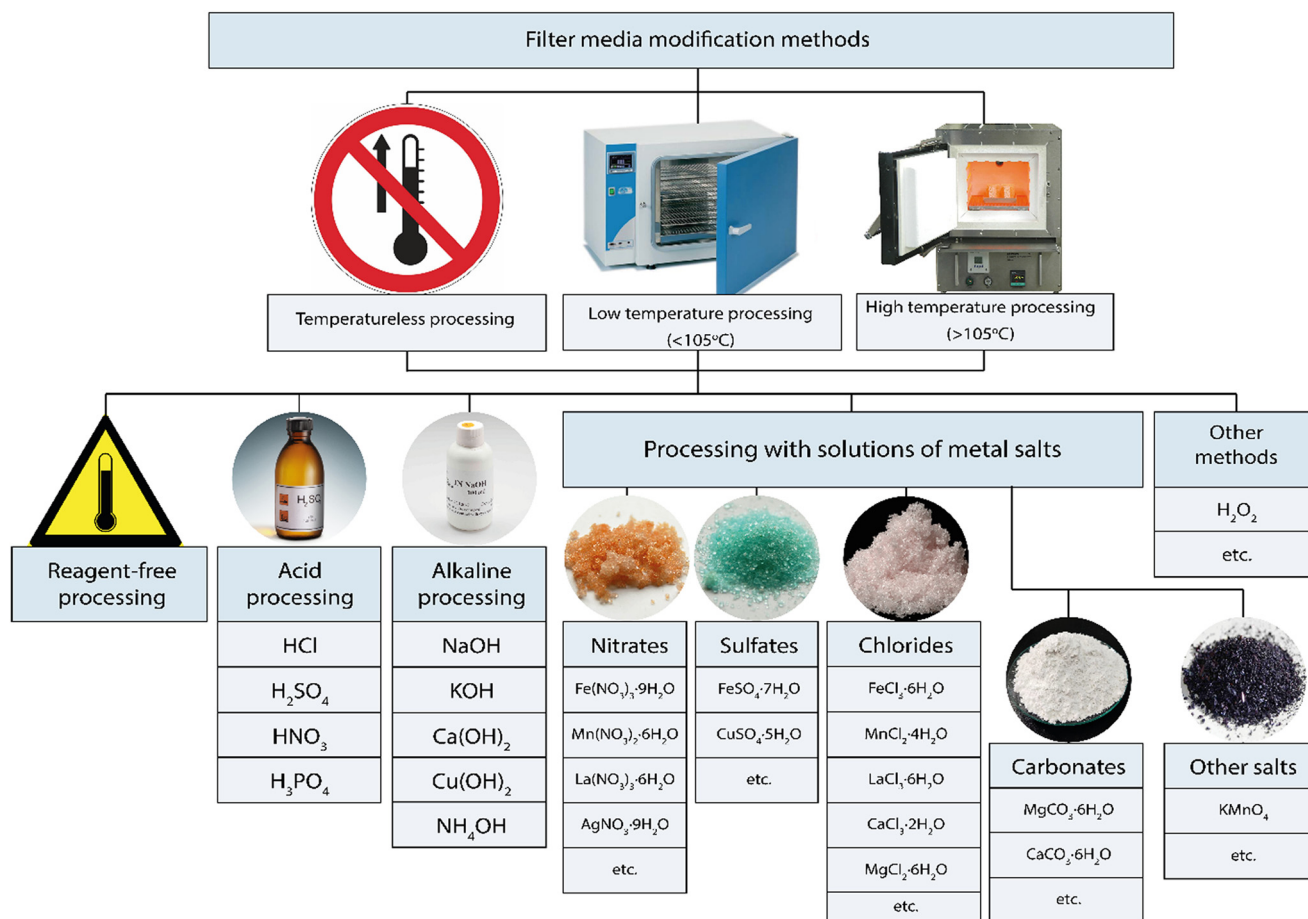 Filter media modification methods
Temperatureless processing
Low temperature processing
(<105°C)
High temperature processing
(>105°C)
Reagent-free
processing
H₂SO
Acid
processing
HCl
H₂SO₄
HNO₃
H₃PO₄
NaOH
Alkaline
processing
NaOH
KOH
Ca(OH)₂
Cu(OH)₂
NH₄OH
Processing with solutions of metal salts
Nitrates
Fe(NO₃)₃·9H₂O
Mn(NO₃)₂·6H₂O
La(NO₃)₃·6H₂O
AgNO₃·9H₂O
etc.
Sulfates
FeSO₄·7H₂O
CuSO₄·5H₂O
etc.
Chlorides
FeCl₃·6H₂O
MnCl₂·4H₂O
LaCl₃·6H₂O
CaCl₃·2H₂O
MgCl₂·6H₂O
etc.
Carbonates
MgCO₃·6H₂O
CaCO₃·6H₂O
etc.
Other salts
KMnO₄
etc.
Other
methods
H₂O₂
etc.